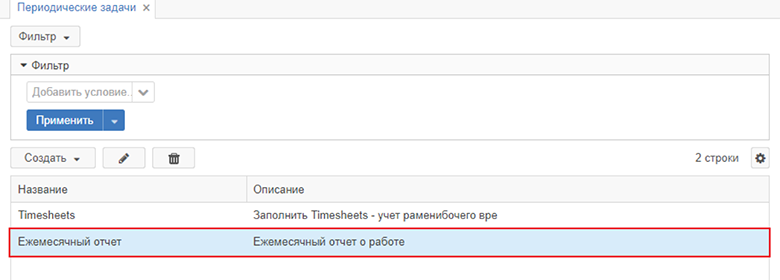 Периодические задачи
Фильтр
Фильтр
Добавить условие..
Применить
Создать 2 строки
Название Описание
Timesheets Заполнить Timesheets - учет раменибочего вре
Ежемесячный отчет Ежемесячный отчет о работе